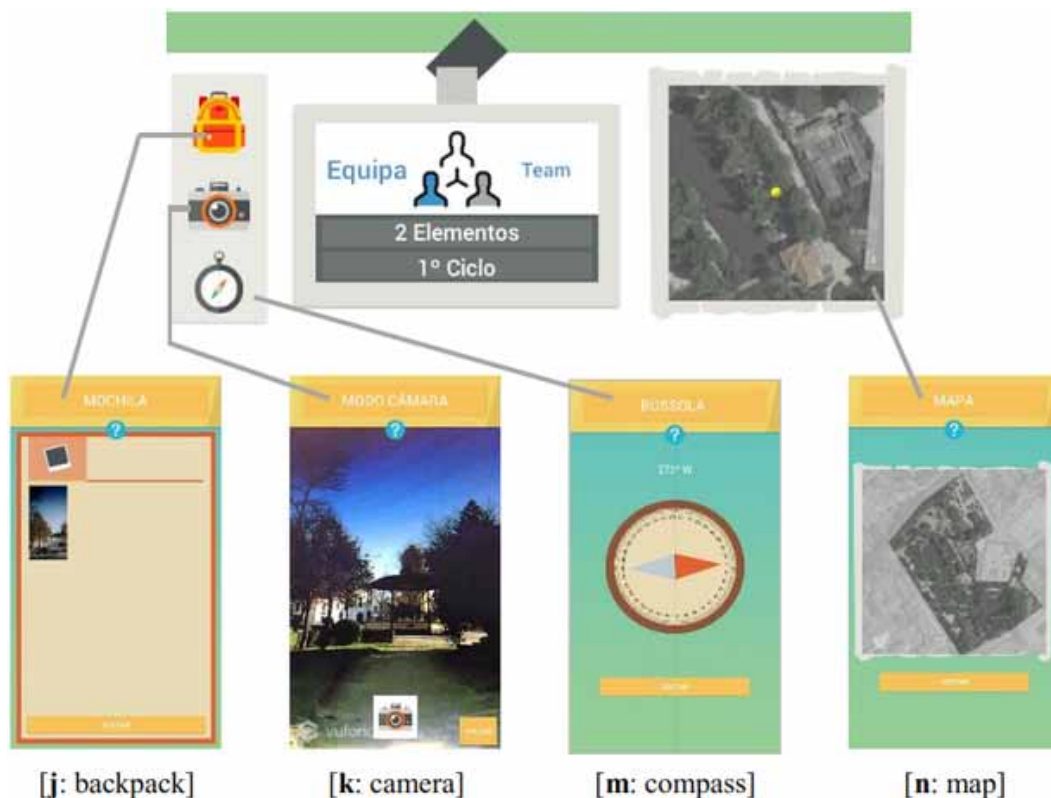 Equipa
Team
2 Elementos
1º Ciclo
MOCHILA
MODO CÂMARA
BÚSSOLA
MAPA
?
?
?
?
[j: backpack]
[k: camera]
[m: compass]
[n: map]